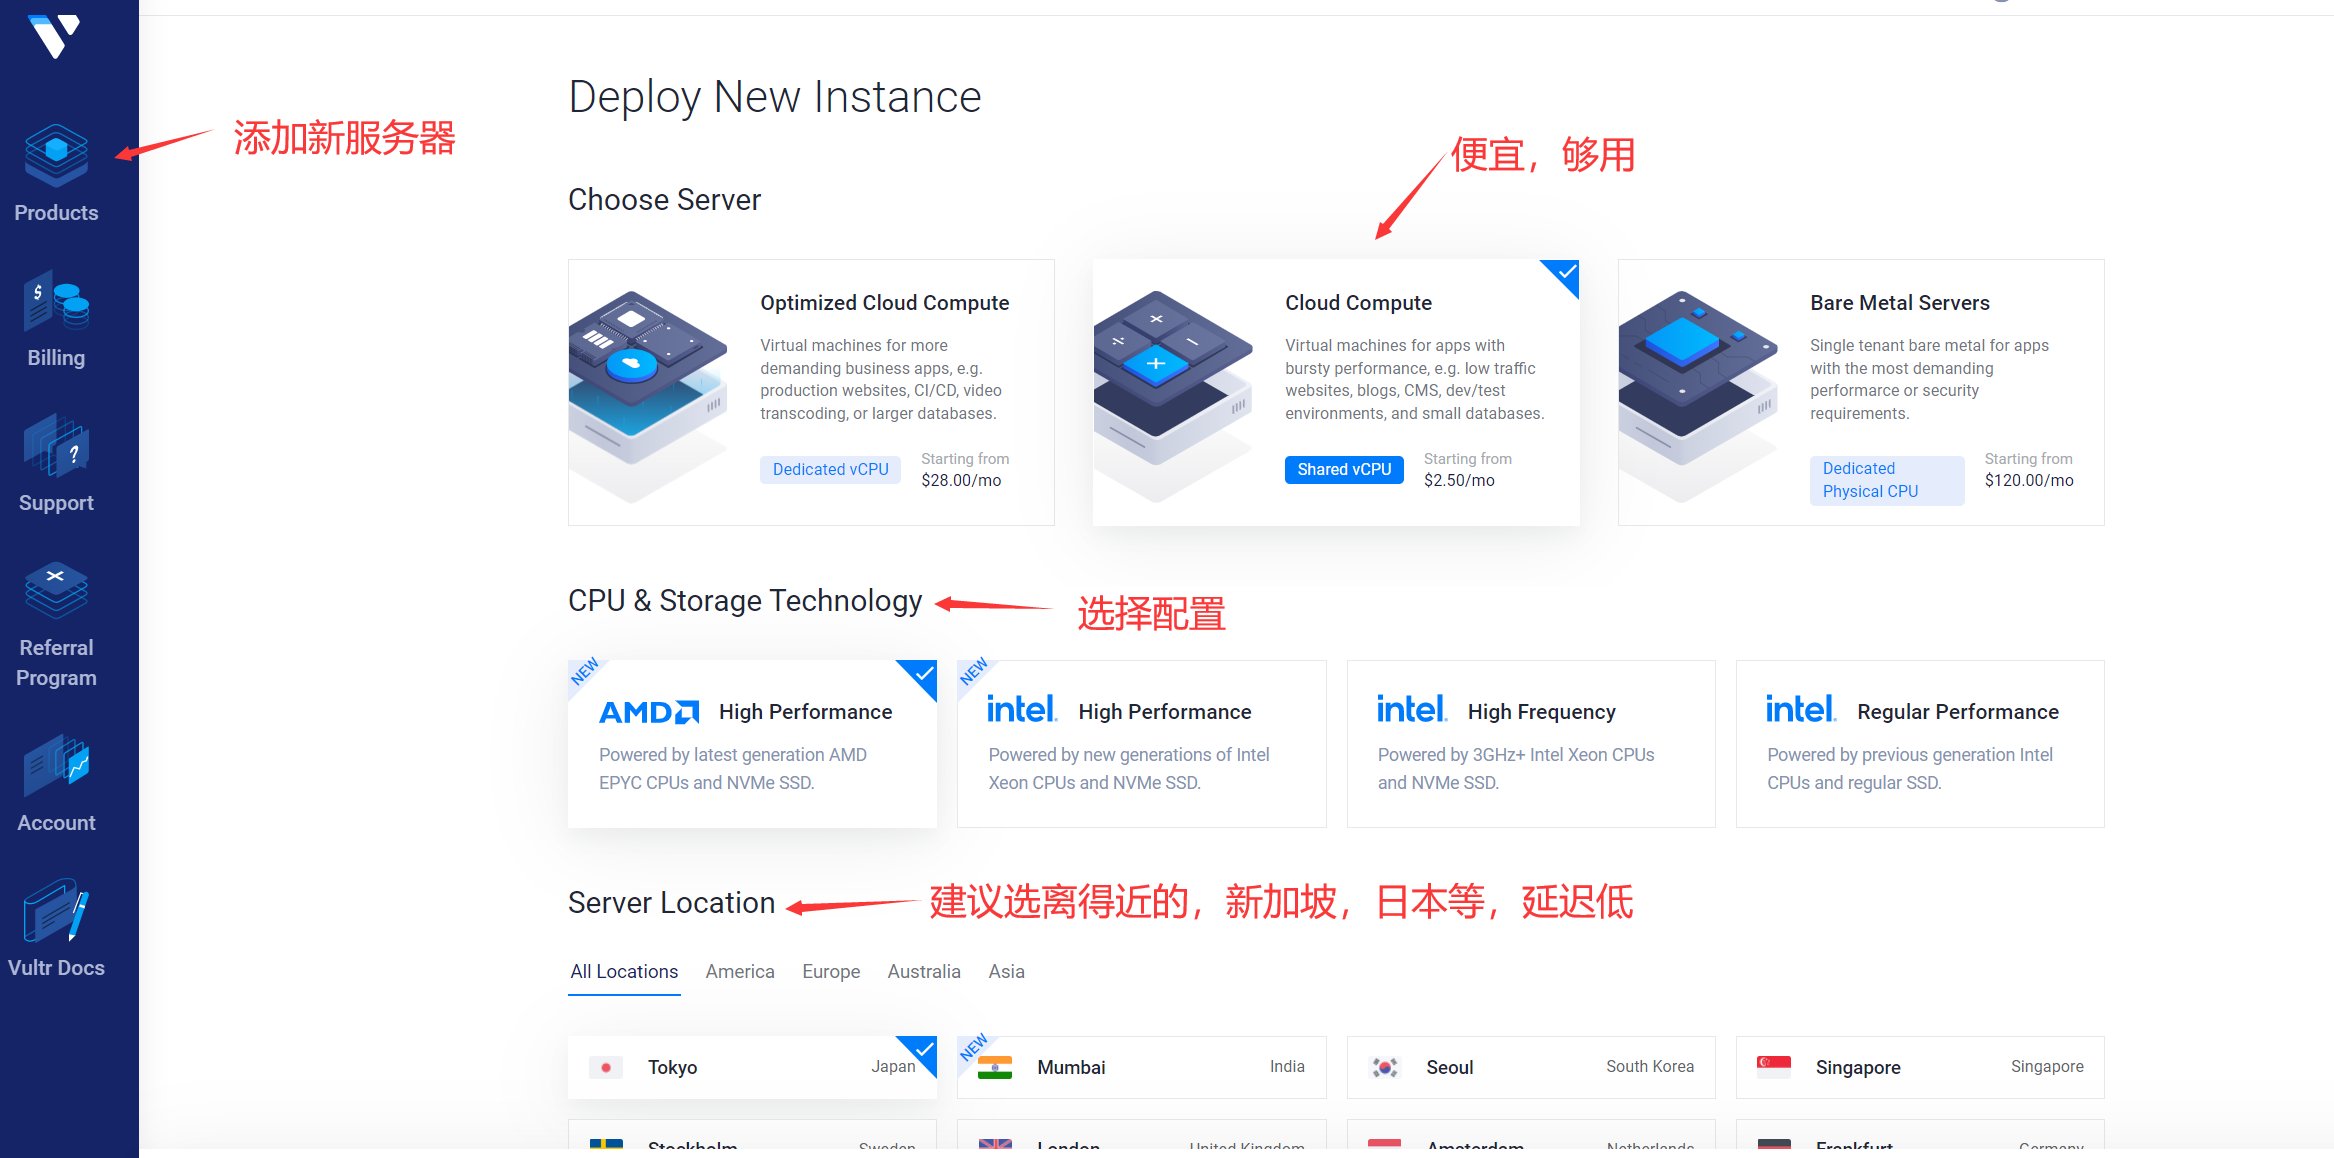 Products
Billing
Support
Referral
Program
Account
Vultr Docs
添加新服务器
Deploy New Instance
便宜，够用
Choose Server
Optimized Cloud Compute
Virtual machines for more
demanding business apps, e.g.
production websites, CI/CD, video
transcoding, or larger databases.
Dedicated vCPU
Starting from
$28.00/mo
Cloud Compute
Virtual machines for apps with
bursty performance, e.g. low traffic
websites, blogs, CMS, dev/test
environments, and small databases.
Shared vCPU
Starting from
$2.50/mo
Bare Metal Servers
Single tenant bare metal for apps
with the most demanding
performarce or security
requirements.
Dedicated
Physical CPU
Starting from
$120.00/mo
CPU & Storage Technology
选择配置
NEW
AMD High Performance
Powered by latest generation AMD
EPYC CPUs and NVMe SSD.
NEW
intel. High Performance
Powered by new generations of Intel
Xeon CPUs and NVMe SSD.
intel. High Frequency
Powered by 3GHz+ Intel Xeon CPUs
and NVMe SSD.
intel. Regular Performance
Powered by previous generation Intel
CPUs and regular SSD.
Server Location
建议选离得近的，新加坡，日本等，延迟低
All Locations America Europe Australia Asia
Tokyo Japan
NEW
Mumbai India
Seoul South Korea
Singapore Singapore
Stockholm Sweden
London United Kingdom
Amsterdam Netherlands
Frankfurt Germany